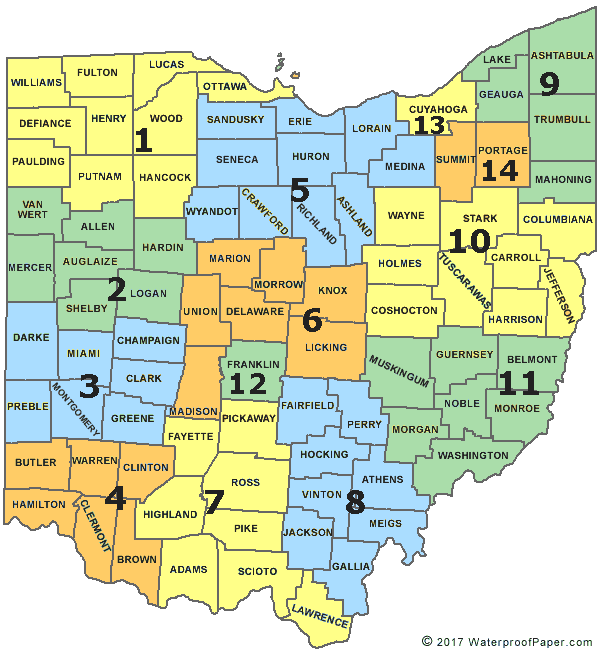 WILLIAMS
FULTON
LUCAS
OTTAWA
LAKE
ASHTABULA
GEAUGA
9
DEFIANCE
HENRY
WOOD
1
SANDUSKY
ERIE
LORAIN
CUYAHOGA
13
TRUMBULL
PAULDING
PUTNAM
HANCOCK
SENECA
HURON
5
MEDINA
SUMMIT
PORTAGE
14
MAHONING
VAN
WERT
ALLEN
HARDIN
WYANDOT
CRAWFORD
RICHLAND
ASHLAND
WAYNE
STARK
10
COLUMBIANA
MERCER
AUGLAIZE
SHELBY
2
LOGAN
MARION
MORROW
KNOX
HOLMES
TUSCARAWAS
CARROLL
JEFFERSON
UNION
DELAWARE
6
LICKING
COSHOCTON
HARRISON
DARKE
MIAMI
CHAMPAIGN
3
CLARK
FRANKLIN
12
MUSKINGUM
GUERNSEY
BELMONT
11
PREBLE
MONTGOMERY
GREENE
MADISON
PICKAWAY
FAIRFIELD
PERRY
MORGAN
NOBLE
MONROE
WASHINGTON
BUTLER
WARREN
CLINTON
FAYETTE
HOCKING
ATHENS
HAMILTON
CLERMONT
4
BROWN
HIGHLAND
7
ROSS
VINTON
8
MEIGS
PIKE
JACKSON
GALLIA
ADAMS
SCIOTO
LAWRENCE
© 2017 WaterproofPaper.com